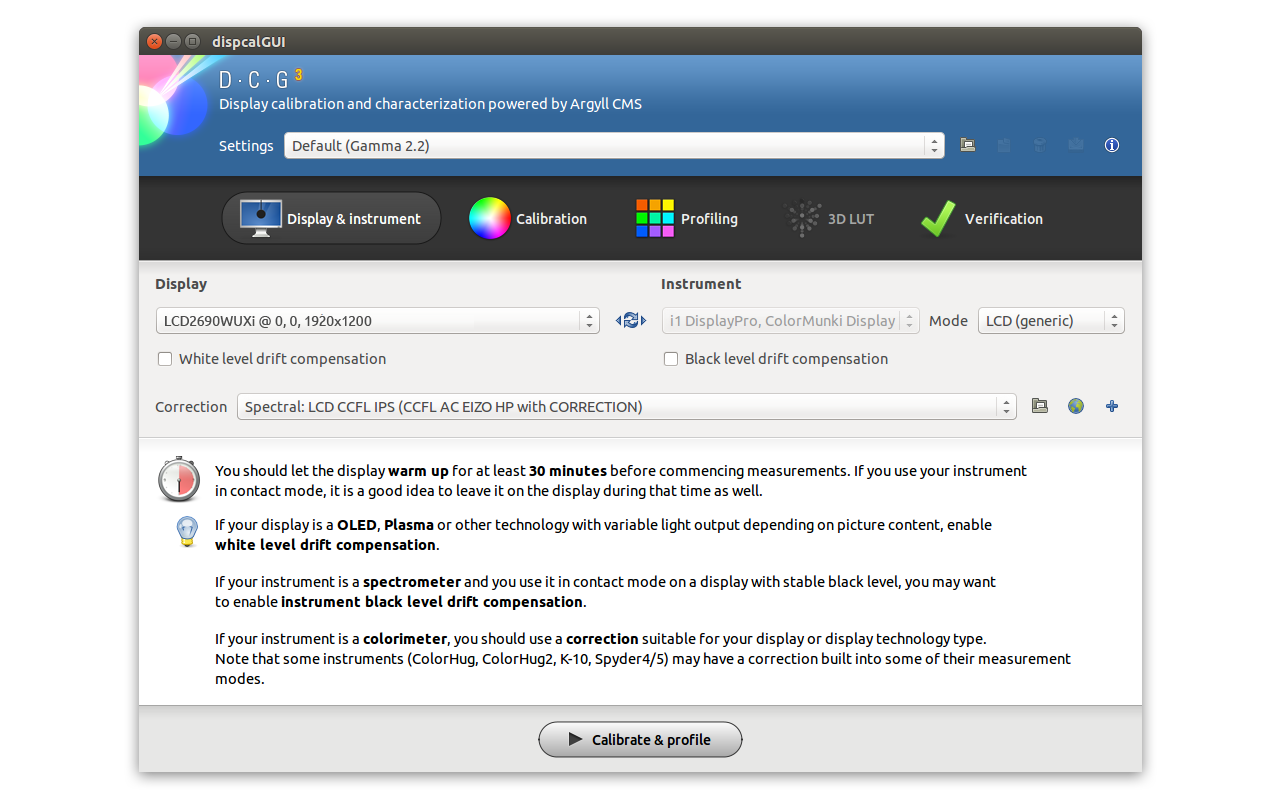 dispcalGUI
D·C·G 3
Display calibration and characterization powered by Argyll CMS
Settings Default (Gamma 2.2)
Display & instrument Calibration Profiling 3D LUT Verification
Display Instrument
LCD2690WUXi @ 0, 0, 1920x1200 i1 DisplayPro, ColorMunki Display Mode LCD (generic)
White level drift compensation Black level drift compensation
Correction Spectral: LCD CCFL IPS (CCFL AC EIZO HP with CORRECTION)
You should let the display warm up for at least 30 minutes before commencing measurements. If you use your instrument
in contact mode, it is a good idea to leave it on the display during that time as well.
If your display is a OLED, Plasma or other technology with variable light output depending on picture content, enable
white level drift compensation.
If your instrument is a spectrometer and you use it in contact mode on a display with stable black level, you may want
to enable instrument black level drift compensation.
If your instrument is a colorimeter, you should use a correction suitable for your display or display technology type.
Note that some instruments (ColorHug, ColorHug2, K-10, Spyder4/5) may have a correction built into some of their measurement
modes.
Calibrate & profile